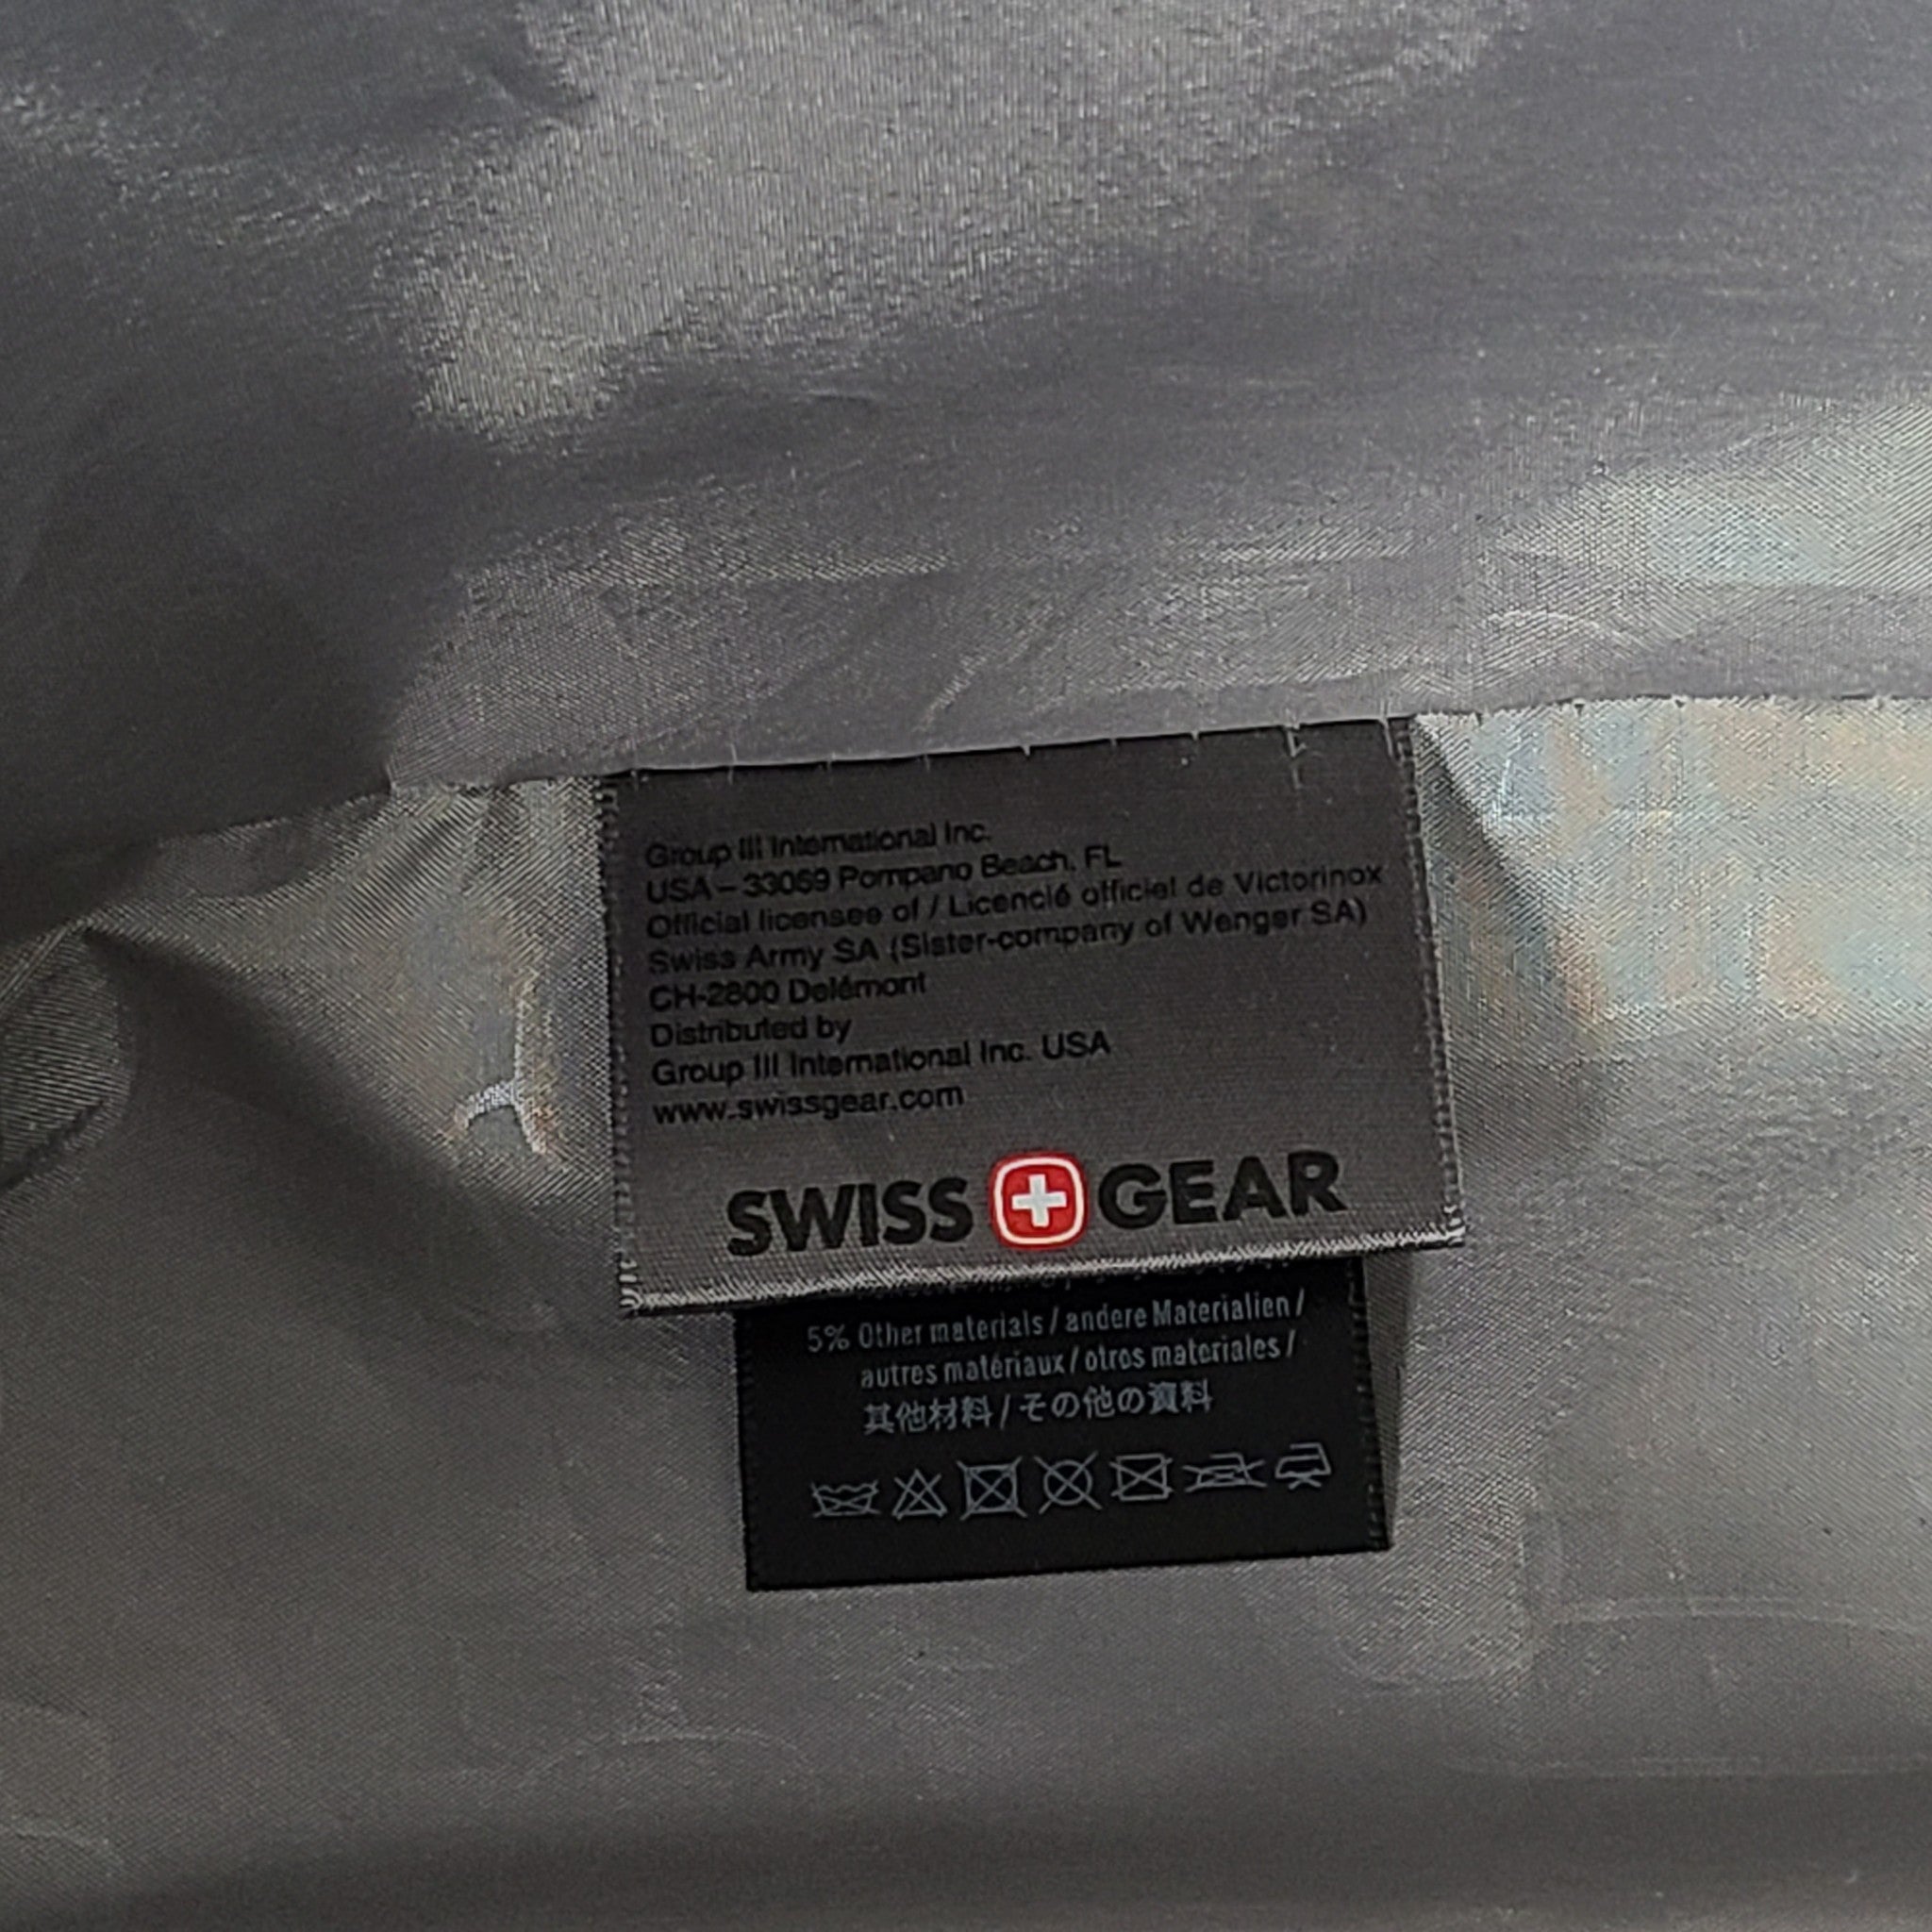 Group III International Inc.
USA – 33069 Pompano Beach, FL
Official licensee of / Licencié officiel de Victorinox
Swiss Army SA (Sister-company of Wenger SA)
CH-2800 Delémont
Distributed by
Group III International Inc. USA
www.swissgear.com
SWISS GEAR
5% Other materials / andere Materialien /
autres matériaux / otros materiales /
其他材料 / その他の資料